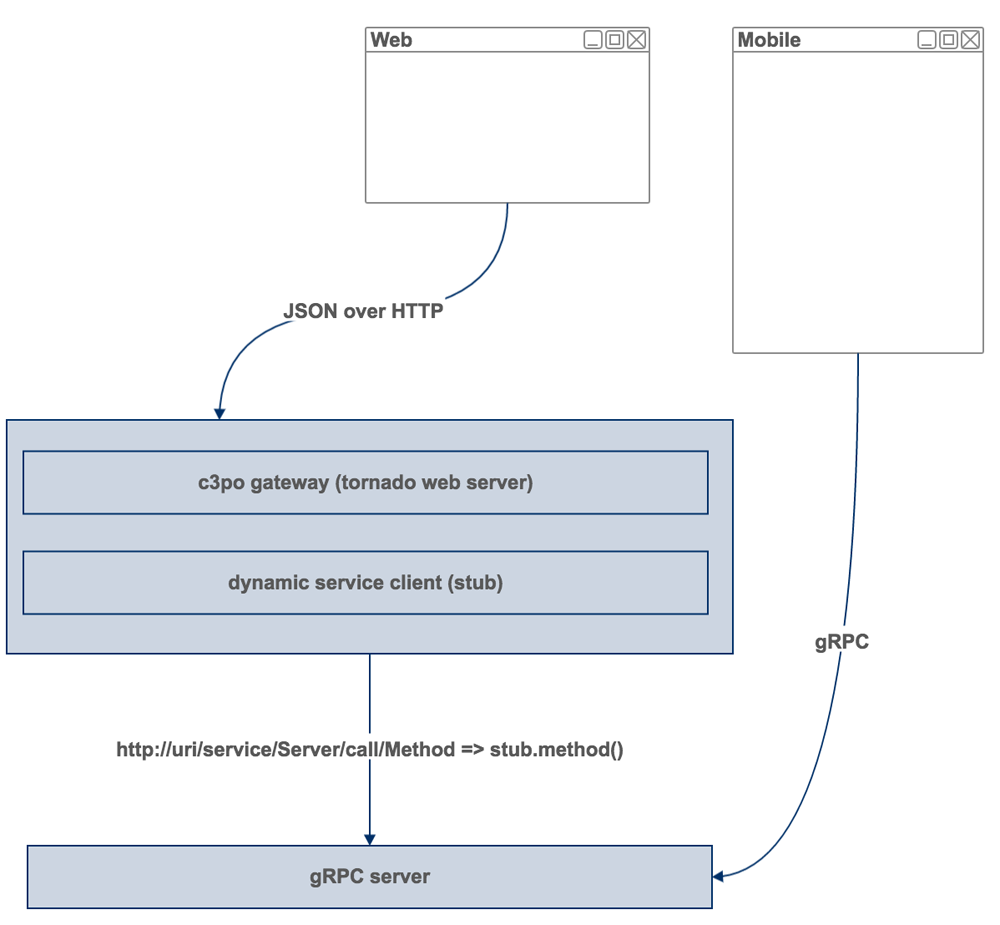 Web
Mobile
JSON over HTTP
c3po gateway (tornado web server)
dynamic service client (stub)
gRPC
http://uri/service/Server/call/Method => stub.method()
gRPC server